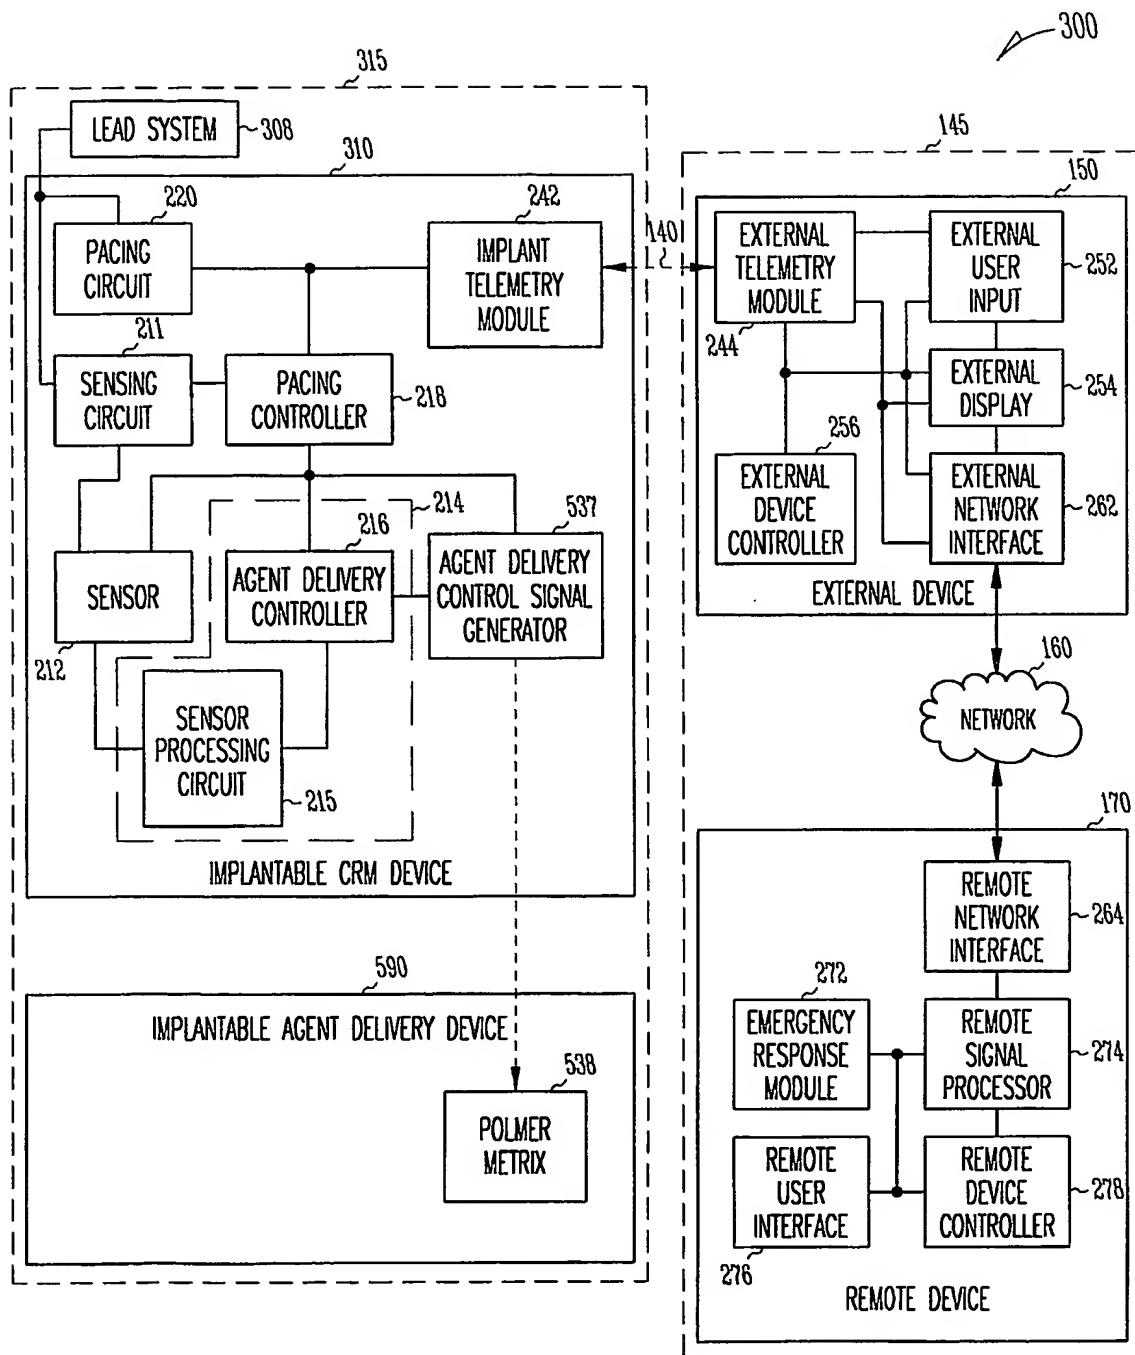 300
315
LEAD SYSTEM
308
310
220
PACING
CIRCUIT
242
IMPLANT
TELEMETRY
MODULE
140
211
SENSING
CIRCUIT
PACING
CONTROLLER
218
214
216
537
SENSOR
212
AGENT DELIVERY
CONTROLLER
AGENT DELIVERY
CONTROL SIGNAL
GENERATOR
SENSOR
PROCESSING
CIRCUIT
215
IMPLANTABLE CRM DEVICE
590
IMPLANTABLE AGENT DELIVERY DEVICE
538
POLMER
METRIX
145
150
EXTERNAL
TELEMETRY
MODULE
244
EXTERNAL
USER
INPUT
252
EXTERNAL
DISPLAY
254
256
EXTERNAL
DEVICE
CONTROLLER
EXTERNAL
NETWORK
INTERFACE
262
EXTERNAL DEVICE
160
NETWORK
170
REMOTE
NETWORK
INTERFACE
264
272
EMERGENCY
RESPONSE
MODULE
REMOTE
SIGNAL
PROCESSOR
274
REMOTE
USER
INTERFACE
276
REMOTE
DEVICE
CONTROLLER
278
REMOTE DEVICE